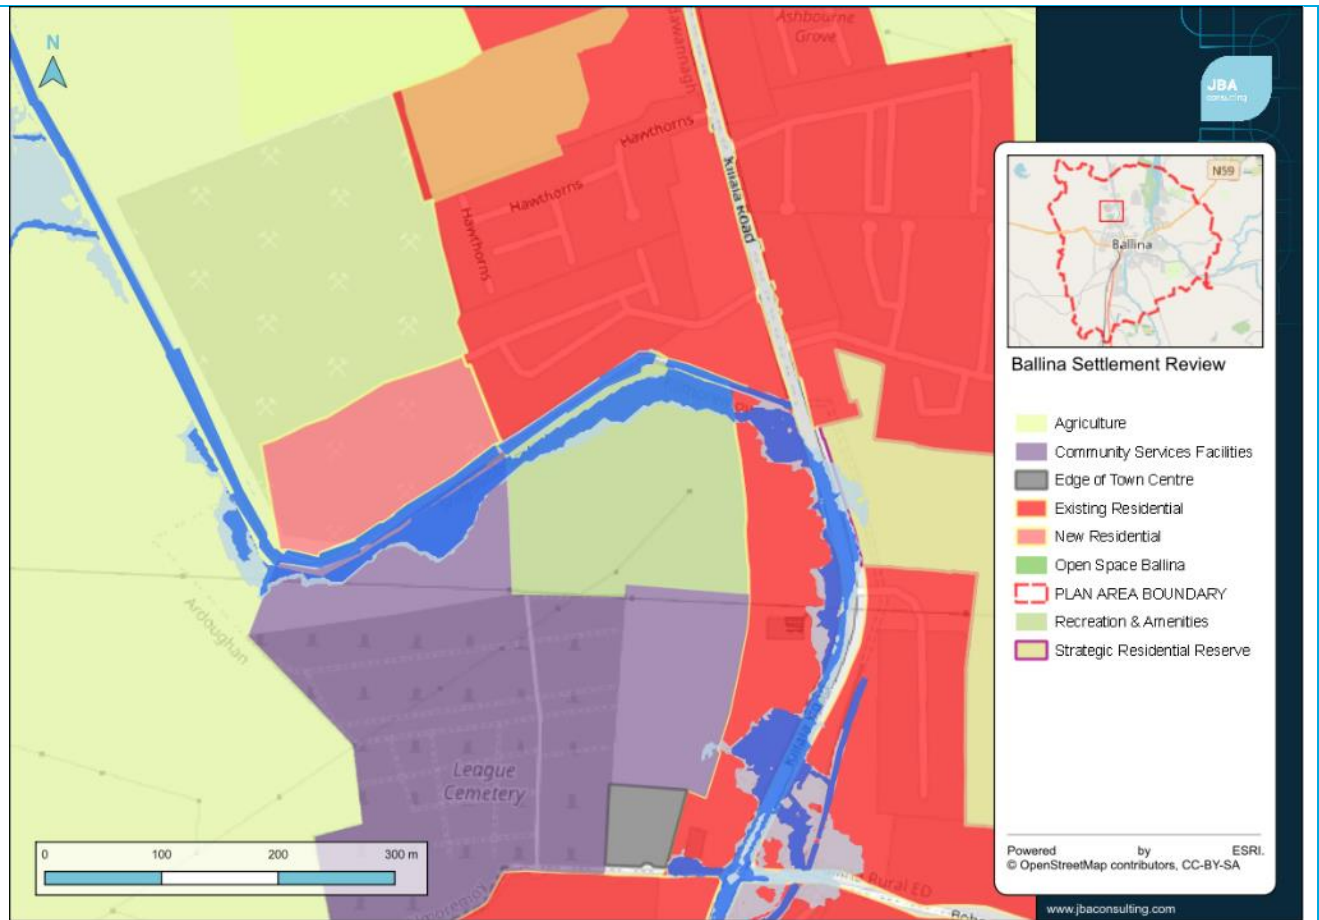 N
Ashbourne
Grove
Hawthorns
Hawthorns
Hawthorns
Killala Road
Ardoughan
League
Cemetery
0 100 200 300 m
JBA
consulting
N59
Ballina
Ballina Settlement Review
Agriculture
Community Services Facilities
Edge of Town Centre
Existing Residential
New Residential
Open Space Ballina
PLAN AREA BOUNDARY
Recreation & Amenities
Strategic Residential Reserve
Powered by ESRI.
© OpenStreetMap contributors, CC-BY-SA
www.jbaconsulting.com